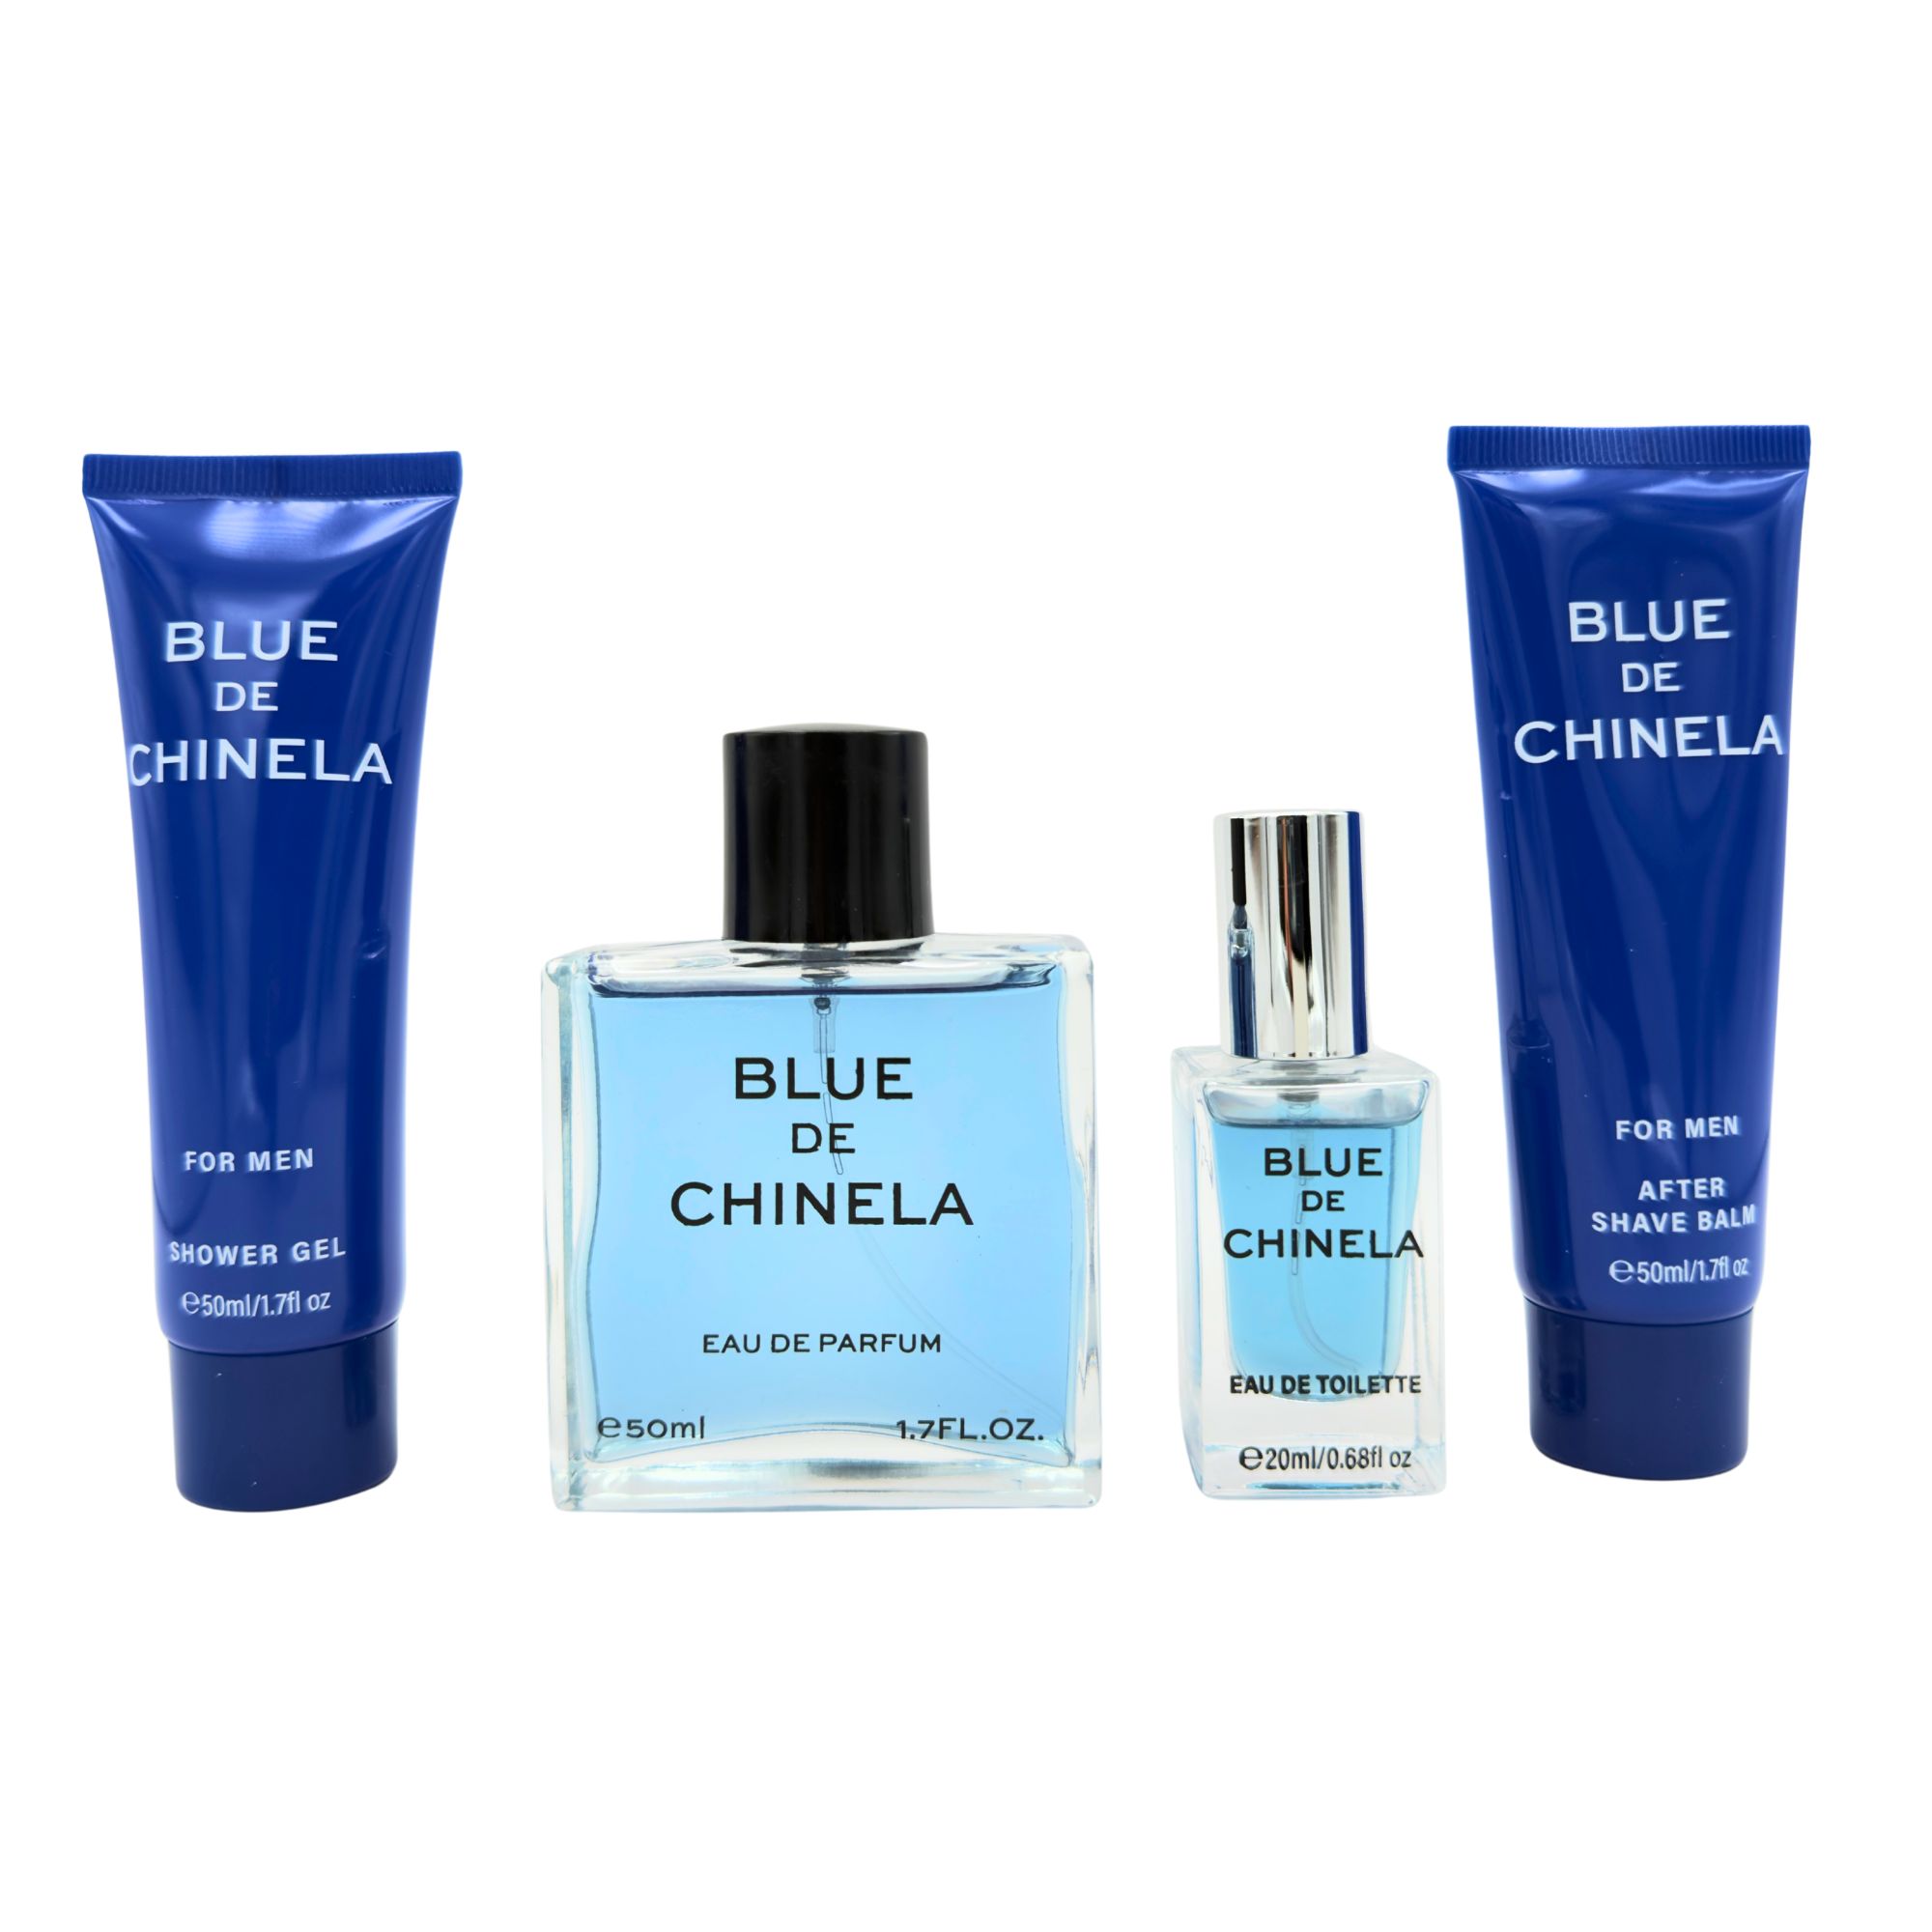 BLUE
DE
CHINELA
FOR MEN
SHOWER GEL
℮50ml/1.7fl oz
BLUE
DE
CHINELA
EAU DE PARFUM
℮50ml 1.7FL.OZ.
BLUE
DE
CHINELA
EAU DE TOILETTE
℮20ml/0.68fl oz
BLUE
DE
CHINELA
FOR MEN
AFTER
SHAVE BALM
℮50ml/1.7fl oz